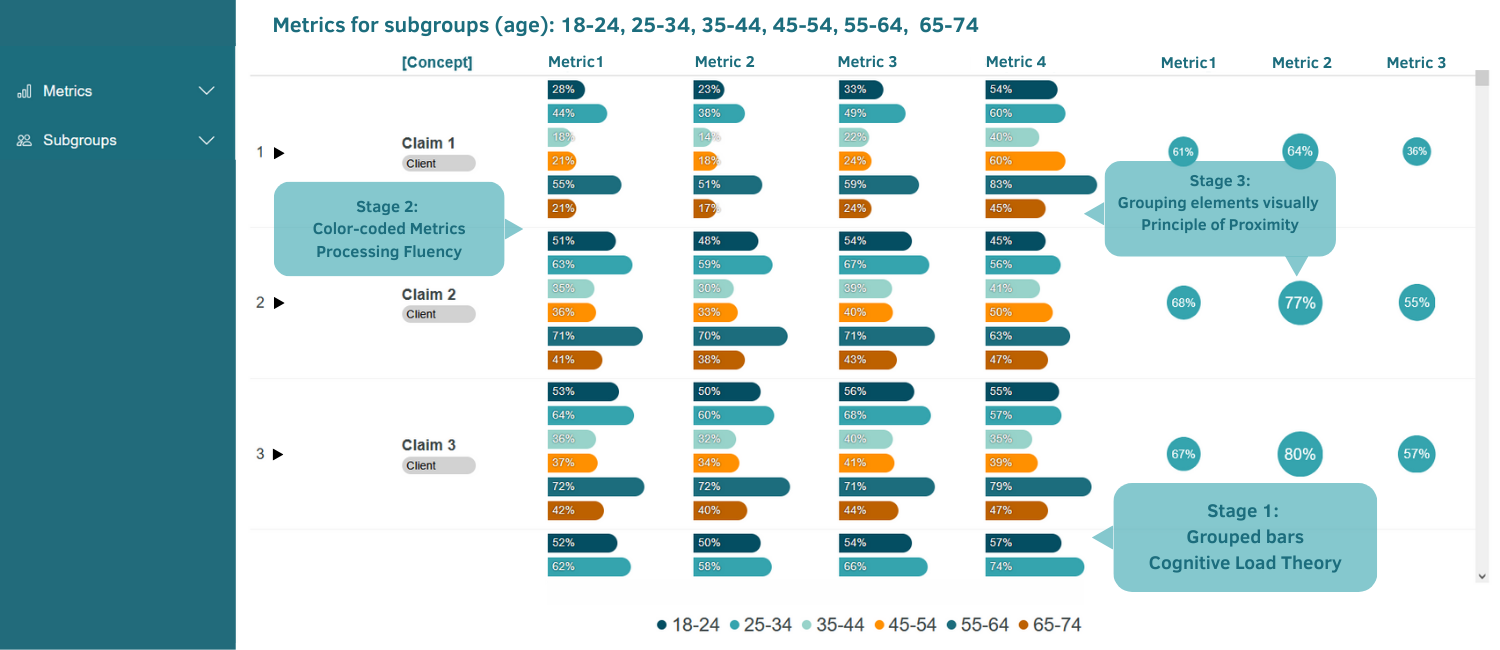 Metrics for subgroups (age): 18-24, 25-34, 35-44, 45-54, 55-64, 65-74
[Concept] Metric1 Metric 2 Metric 3 Metric 4 Metric1 Metric 2 Metric 3
Metrics
Subgroups
28% 23% 33% 54%
44% 38% 49% 60%
18% 14% 22% 40%
1 Claim 1 61% 64% 36%
Client
21% 18% 24% 60%
55% 51% 59% 83%
21% 17% 24% 45%
Stage 2:
Color-coded Metrics
Processing Fluency
Stage 3:
Grouping elements visually
Principle of Proximity
51% 48% 54% 45%
63% 59% 67% 56%
35% 30% 39% 41%
2 Claim 2 68% 77% 55%
Client
36% 33% 40% 50%
71% 70% 71% 63%
41% 38% 43% 47%
53% 50% 56% 55%
64% 60% 68% 57%
36% 32% 40% 35%
3 Claim 3 67% 80% 57%
Client
37% 34% 41% 39%
72% 72% 71% 79%
42% 40% 44% 47%
Stage 1:
Grouped bars
Cognitive Load Theory
52% 50% 54% 57%
62% 58% 66% 74%
18-24 25-34 35-44 45-54 55-64 65-74